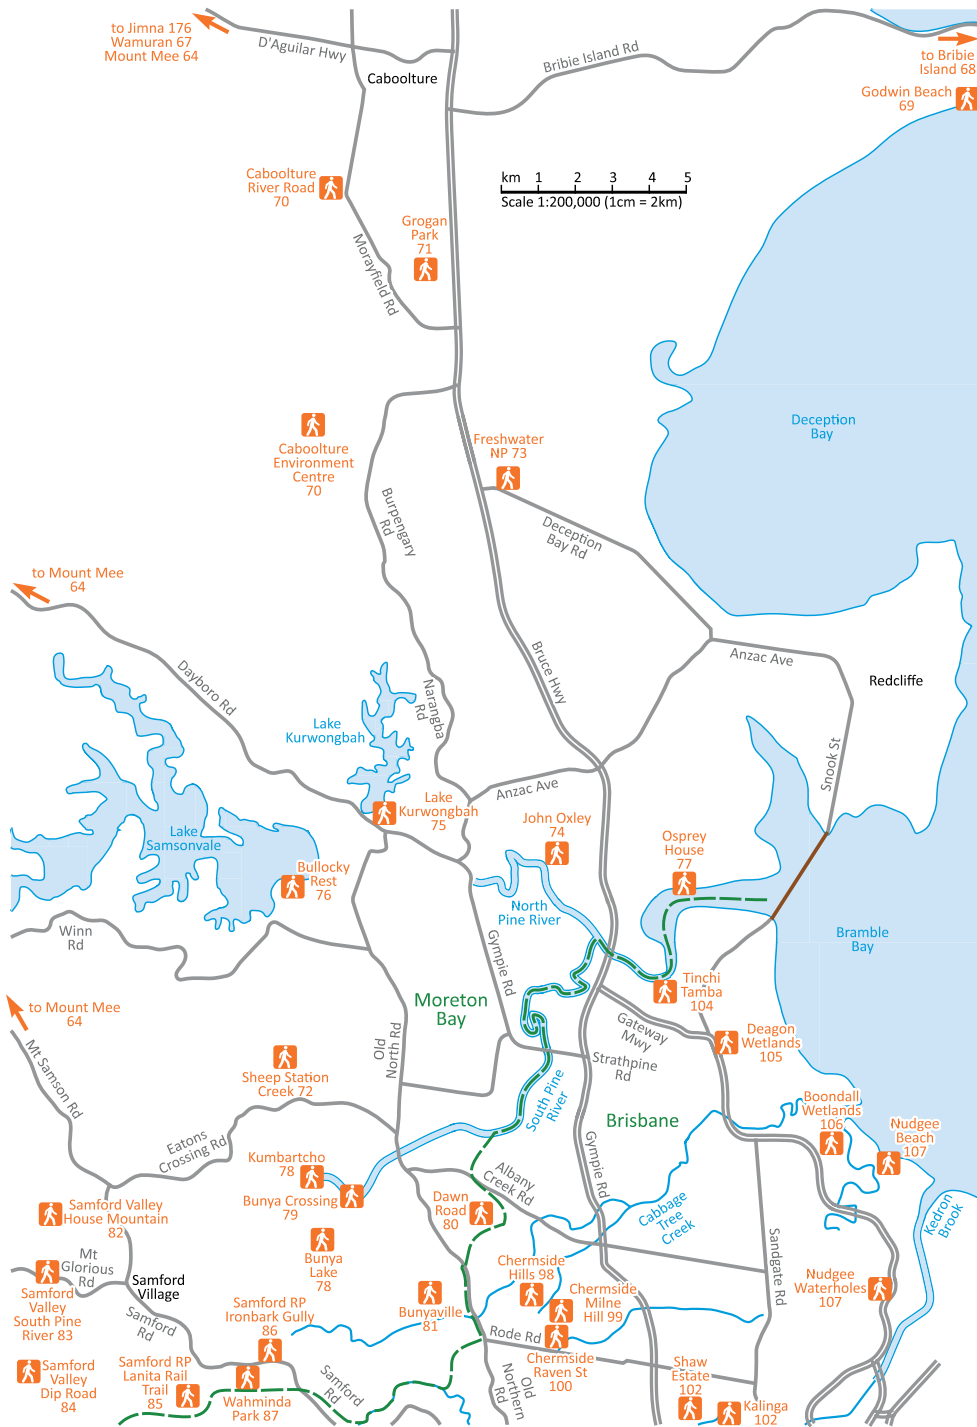 to Jimna 176
Wamuran 67
Mount Mee 64
D'Aguilar Hwy
Caboolture
Bribie Island Rd
to Bribie
Island 68
Godwin Beach
69
Caboolture
River Road
70
km 1 2 3 4 5
Scale 1:200,000 (1cm = 2km)
Grogan
Park
71
Morayfield Rd
Deception
Bay
Caboolture
Environment
Centre
70
Freshwater
NP 73
Burpengary
Rd
Deception
Bay Rd
to Mount Mee
64
Bruce Hwy
Anzac Ave
Redcliffe
Dayboro Rd
Narangba
Rd
Lake
Kurwongbah
Snook St
Anzac Ave
Lake
Kurwongbah
75
John Oxley
74
Lake
Samsonvale
Osprey
House
77
Bullocky
Rest
76
North
Pine River
Winn
Rd
Bramble
Bay
Gympie Rd
Tinchi
Tamba
104
to Mount Mee
64
Moreton
Bay
Gateway
Mwy
Deagon
Wetlands
105
Old
North Rd
Strathpine
Rd
Mt Samson Rd
Sheep Station
Creek 72
South Pine
River
Brisbane
Boondall
Wetlands
106
Nudgee
Beach
107
Eatons
Crossing Rd
Kumbartcho
78
Bunya Crossing
79
Albany
Creek Rd
Gympie Rd
Dawn
Road
80
Cabbage
Tree
Creek
Kedron
Brook
Samford Valley
House Mountain
82
Bunya
Lake
78
Sandgate Rd
Mt
Glorious
Rd
Samford
Village
Chermside
Hills 98
Chermside
Milne
Hill 99
Nudgee
Waterholes
107
Samford
Valley
South Pine
River 83
Samford
Rd
Samford RP
Ironbark Gully
86
Bunyaville
81
Rode Rd
Chermside
Raven St
100
Samford
Valley
Dip Road
84
Samford RP
Lanita Rail
Trail
85
Wahminda
Park 87
Samford
Rd
Old
Northern
Rd
Shaw
Estate
102
Kalinga
102